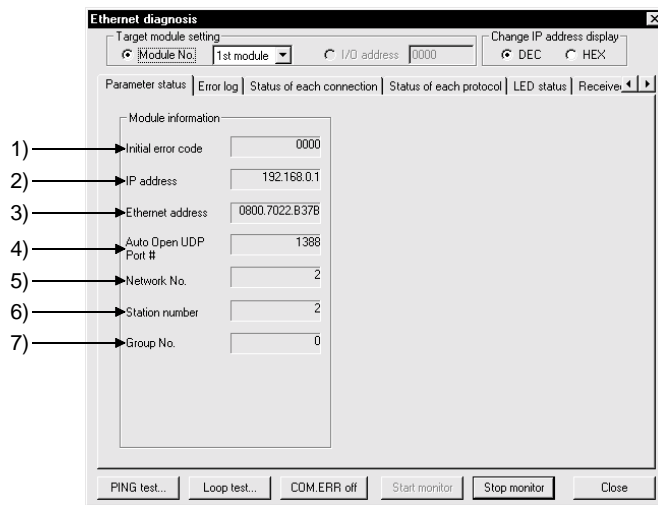 Ethernet diagnosis
Target module setting
Module No. 1st module I/O address 0000
Change IP address display
DEC HEX
Parameter status Error log Status of each connection Status of each protocol LED status
Module information
1) Initial error code 0000
2) IP address 192.168.0.1
3) Ethernet address 0800.7022.B37B
4) Auto Open UDP Port # 1388
5) Network No. 2
6) Station number 2
7) Group No. 0
PING test... Loop test... COM.ERR off Start monitor Stop monitor Close